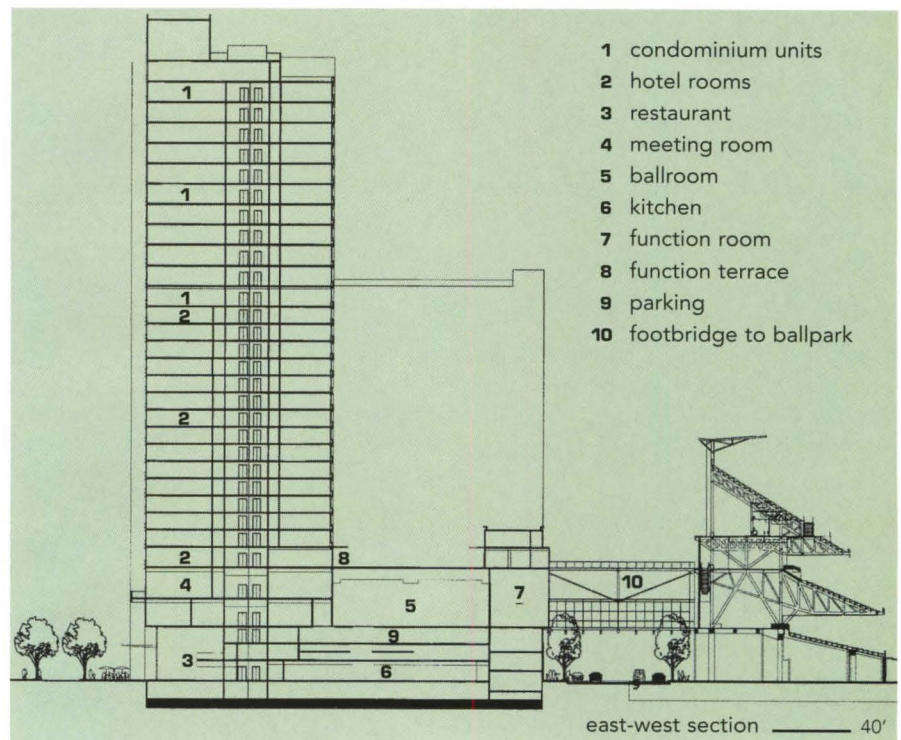 1 condominium units
2 hotel rooms
3 restaurant
4 meeting room
5 ballroom
6 kitchen
7 function room
8 function terrace
9 parking
10 footbridge to ballpark
1
1
1
2
2
2
8
4
5
7
10
9
3
6
9
east-west section 40'